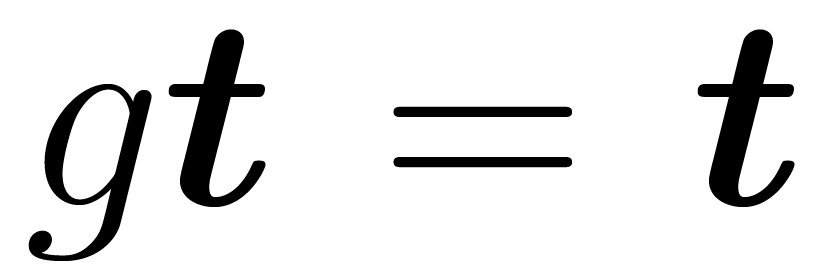 g𝒕 = 𝒕